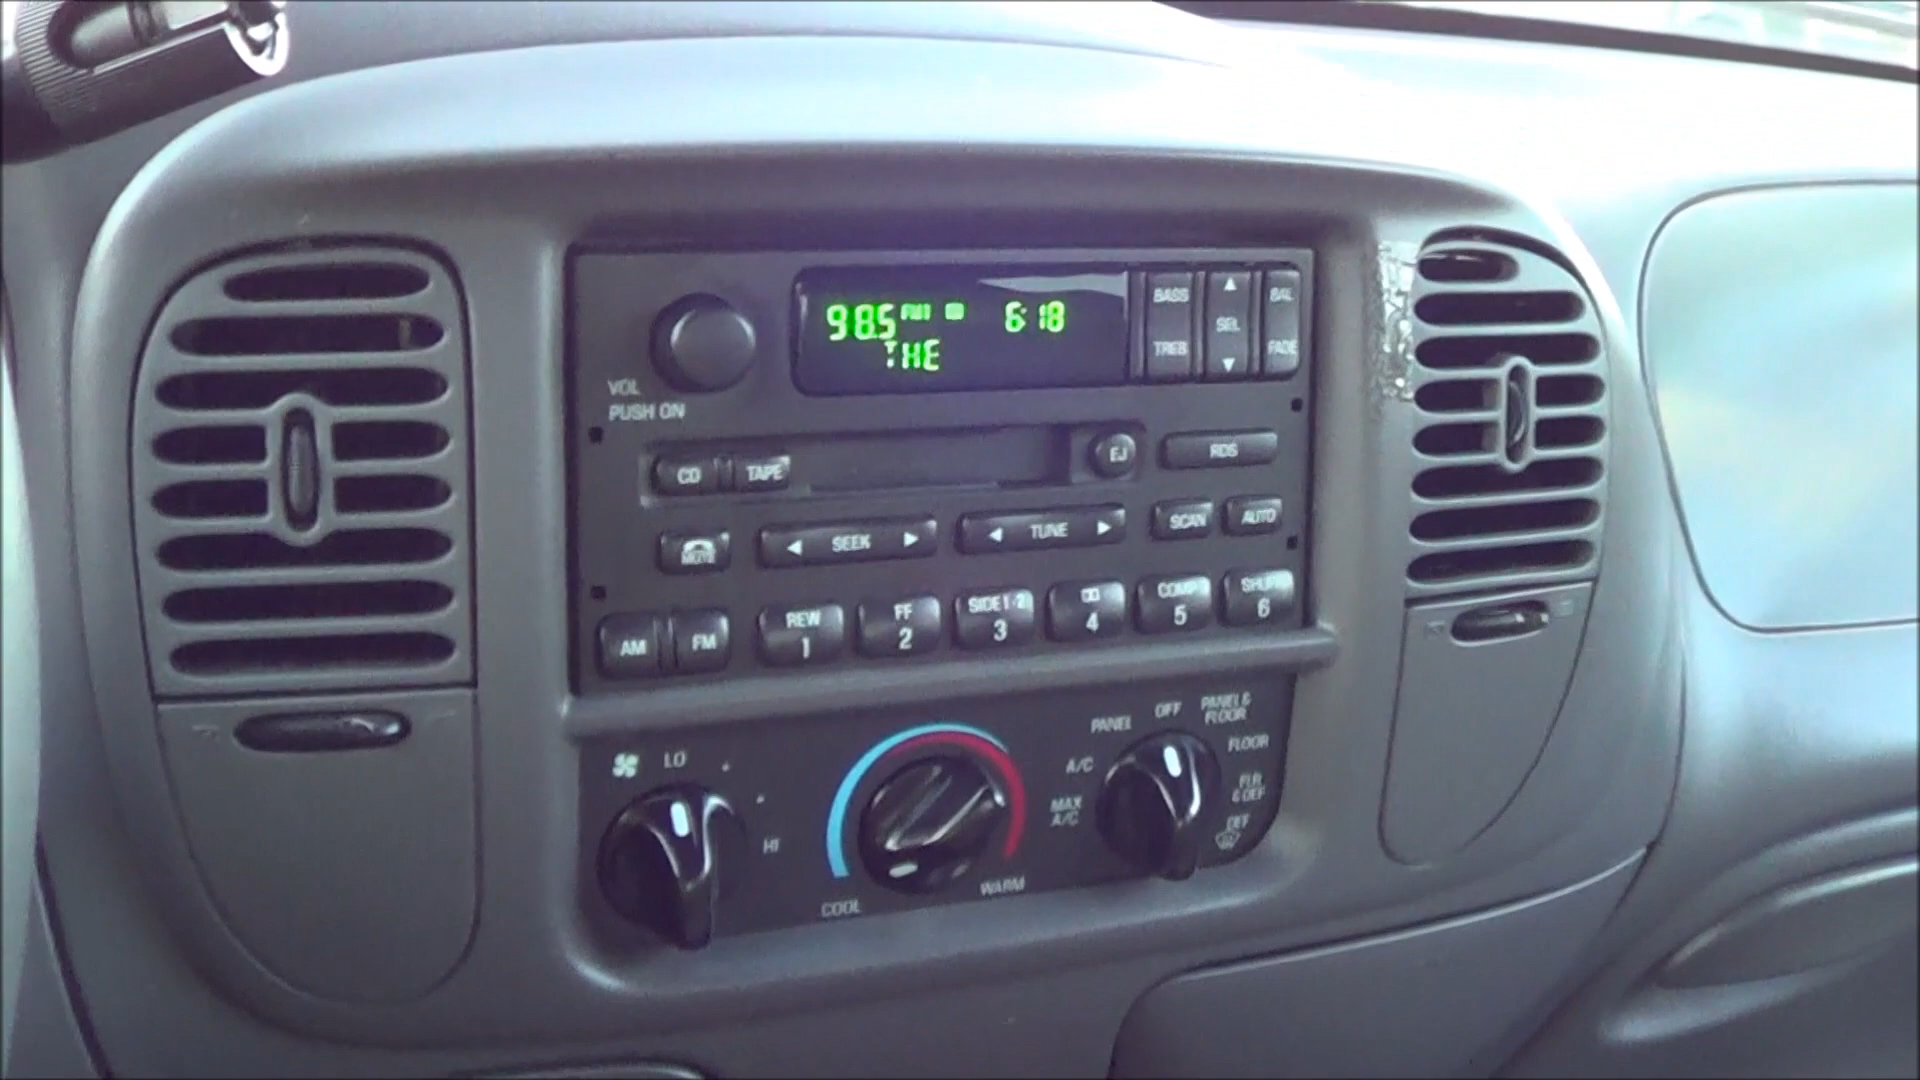 98.5 FM1 6:18
THE
BASS SEL BAL
TREB FADE
VOL
PUSH ON
CD TAPE EJ RDS
MUTE SEEK TUNE SCAN AUTO
AM FM
REW FF SIDE 1-2 COMP SHUF
1 2 3 4 5 6
LO
HI
COOL
WARM
OFF
PANEL
PANEL &
FLOOR
A/C
FLOOR
MAX
A/C
FLR
& DEF
DEF